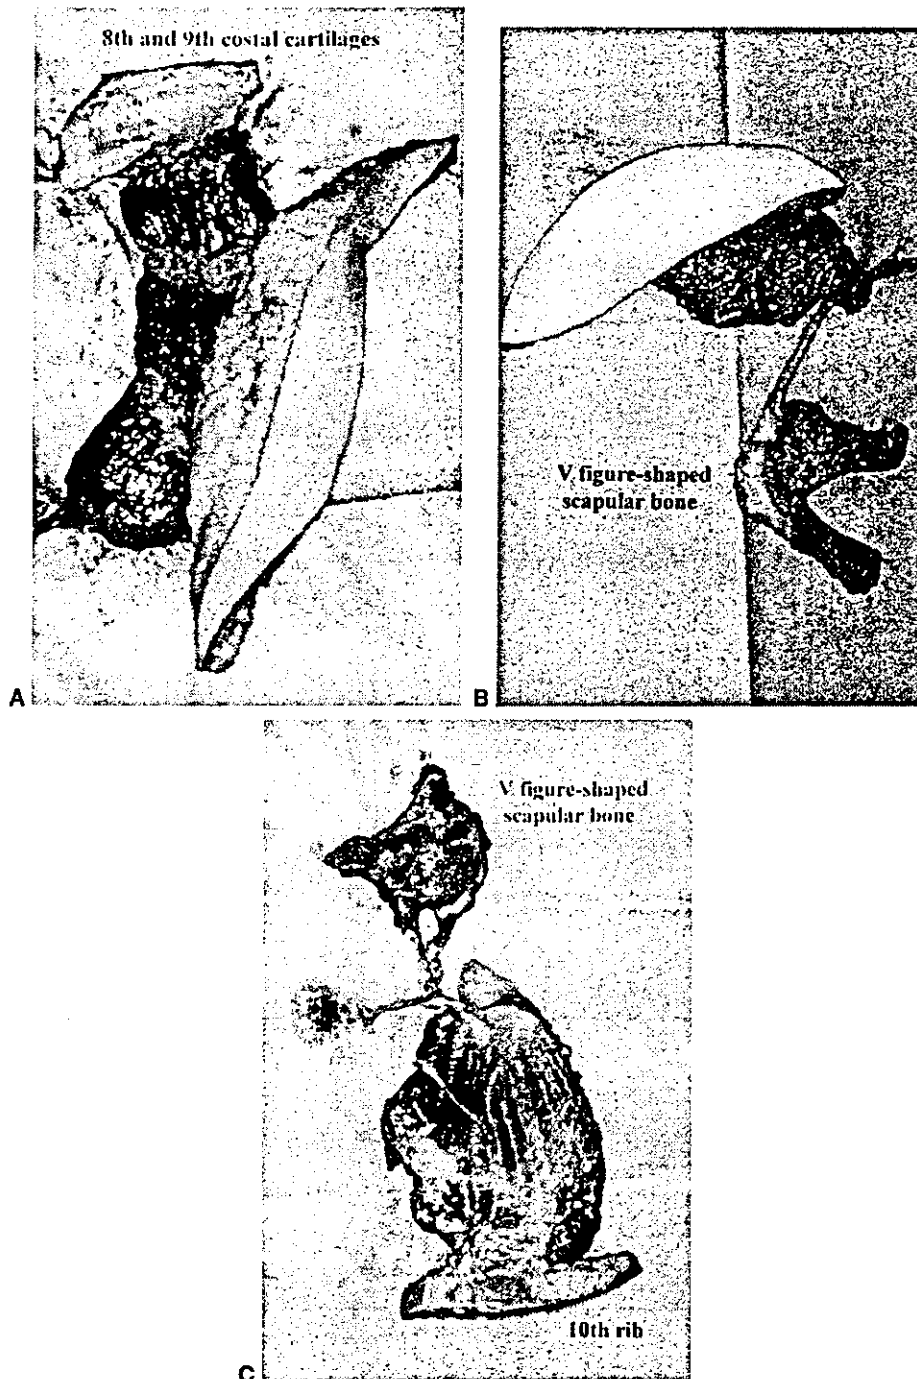 8th and 9th costal cartilages
A
V figure-shaped
scapular bone
B
V figure-shaped
scapular bone
10th rib
C